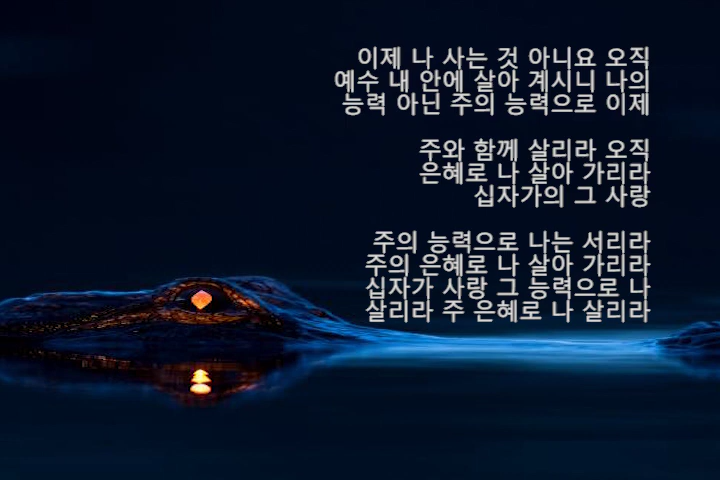 이제 나 사는 것 아니요 오직
예수 내 안에 살아 계시니 나의
능력 아닌 주의 능력으로 이제
주와 함께 살리라 오직
은혜로 나 살아 가리라
십자가의 그 사랑
주의 능력으로 나는 서리라
주의 은혜로 나 살아 가리라
십자가 사랑 그 능력으로 나
살리라 주 은혜로 나 살리라